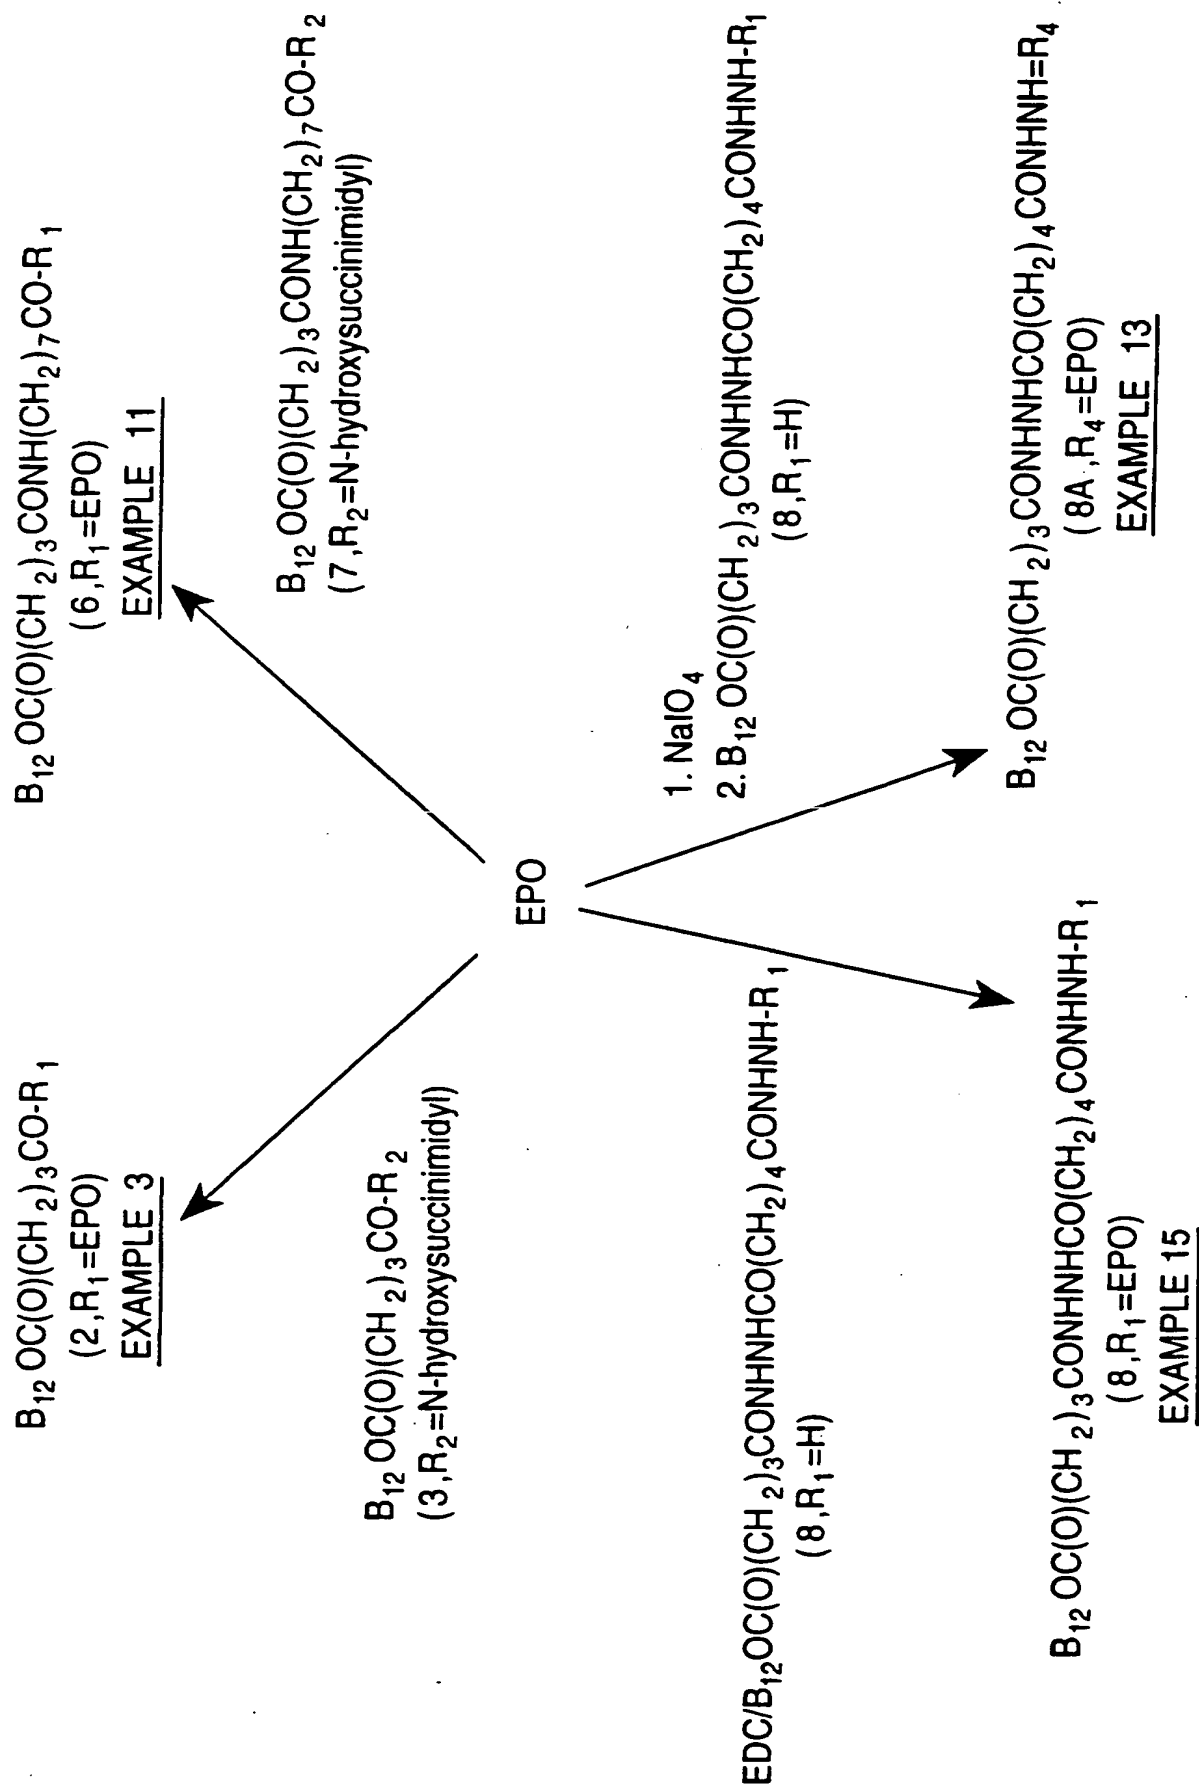 B12 OC(O)(CH2)3CO-R1
(2,R1=EPO)
EXAMPLE 3
B12 OC(O)(CH2)3CONH(CH2)7CO-R1
(6,R1=EPO)
EXAMPLE 11
B12 OC(O)(CH2)3CO-R2
(3,R2=N-hydroxysuccinimidyl)
B12 OC(O)(CH2)3CONH(CH2)7CO-R2
(7,R2=N-hydroxysuccinimidyl)
EPO
EDC/B12OC(O)(CH2)3CONHNHCO(CH2)4CONHNH-R1
(8,R1=H)
1. NaIO4
2. B12 OC(O)(CH2)3CONHNHCO(CH2)4CONHNH-R1
(8,R1=H)
B12 OC(O)(CH2)3CONHNHCO(CH2)4CONHNH-R1
(8,R1=EPO)
EXAMPLE 15
B12 OC(O)(CH2)3CONHNHCO(CH2)4CONHNH=R4
(8A,R4=EPO)
EXAMPLE 13